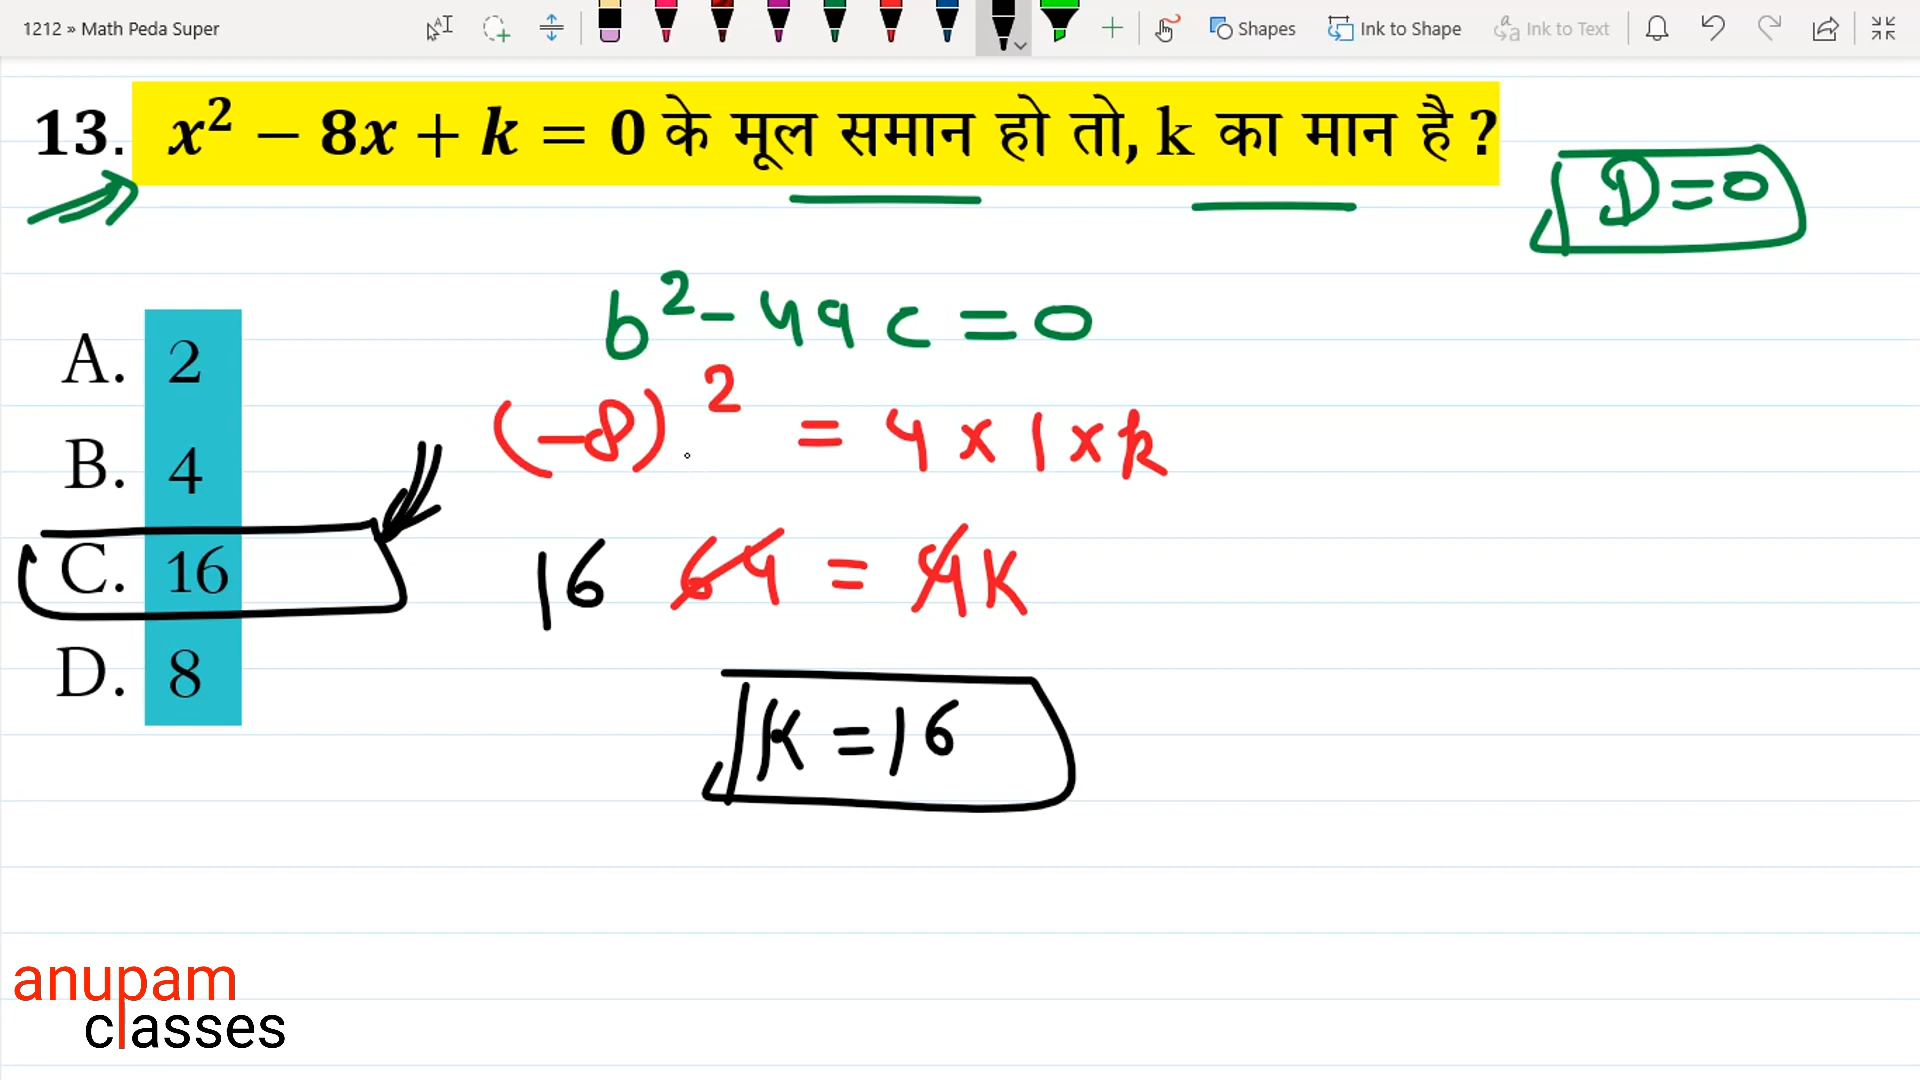 1212 » Math Peda Super
Shapes
Ink to Shape
Ink to Text
13. x² − 8x + k = 0 के मूल समान हो तो, k का मान है ?
D = 0
b² - 4ac = 0
A. 2
(-8)² = 4 × 1 × k
B. 4
C. 16
16 64 = 4K
D. 8
K = 16
anupam
classes